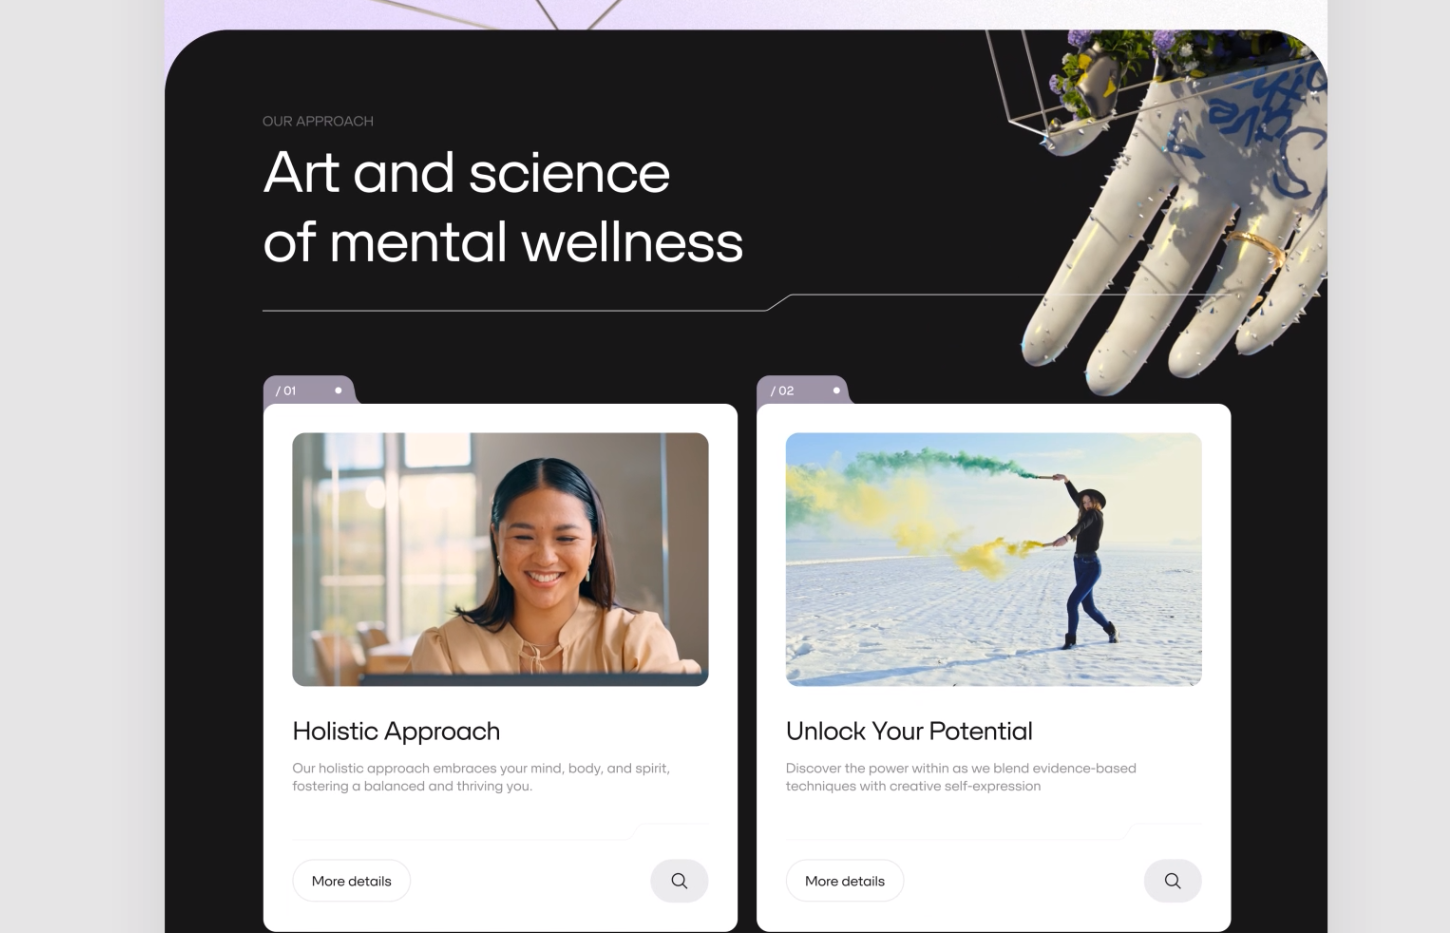 OUR APPROACH
Art and science
of mental wellness
/ 01
/ 02
Holistic Approach
Our holistic approach embraces your mind, body, and spirit,
fostering a balanced and thriving you.
More details
Unlock Your Potential
Discover the power within as we blend evidence-based
techniques with creative self-expression
More details